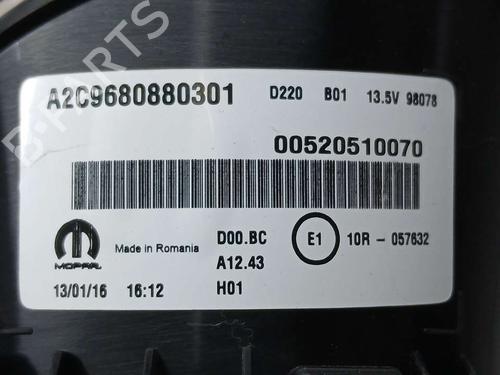 B-PARTS
A2C9680880301 D220 B01 13.5V 98078
00520510070
MOPAR
Made in Romania
D00.BC E1 10R - 057632
A12.43
13/01/16 16:12 H01